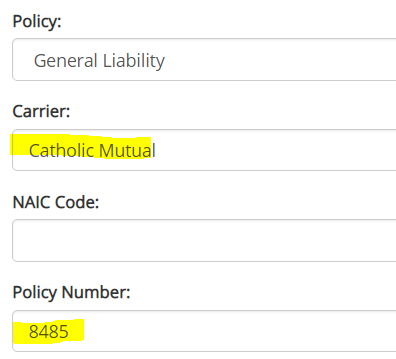 Policy:
General Liability
Carrier:
Catholic Mutual
NAIC Code:
Policy Number:
8485